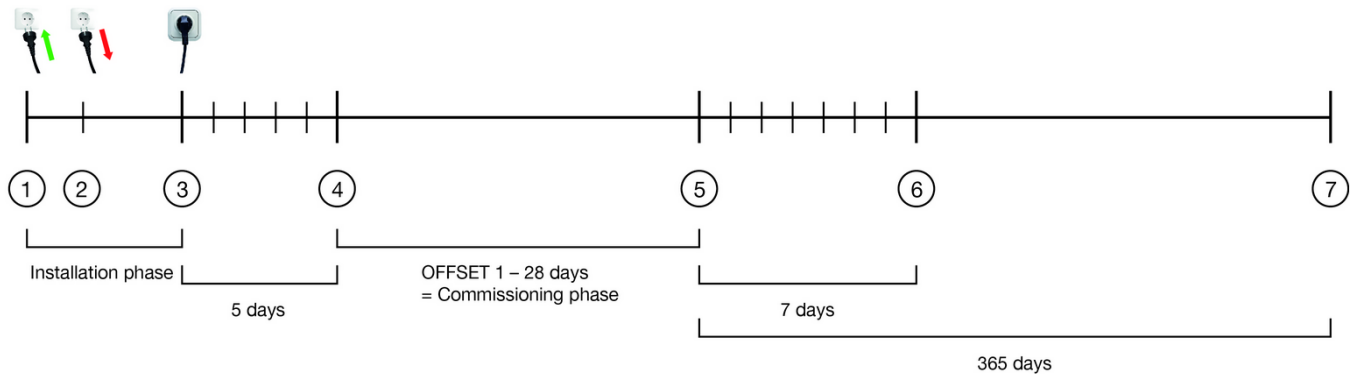 1 2 3 4 5 6 7
Installation phase
OFFSET 1 – 28 days
= Commissioning phase
5 days
7 days
365 days